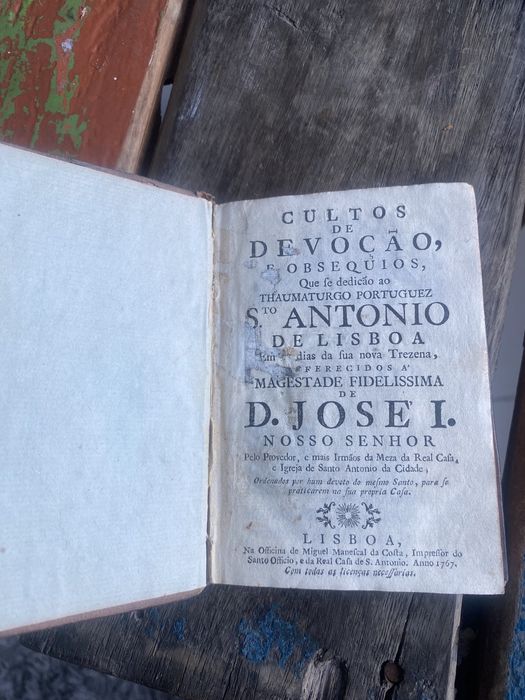 CULTOS
DE
DEVOCÃO,
E OBSEQUIOS,
Que ſe dedicão ao
THAUMATURGO PORTUGUEZ
S.TO ANTONIO
DE LISBOA
Em dias da ſua nova Trezena,
OFFERECIDOS A'
MAGESTADE FIDELISSIMA
DE
D. JOSE' I.
NOSSO SENHOR
Pelo Provedor, e mais Irmãos da Meza da Real Caſa,
e Igreja de Santo Antonio da Cidade,
Ordenados por hum devoto do meſmo Santo, para ſe
praticarem na ſua propria Caſa.
LISBOA,
Na Officina de Miguel Maneſcal da Coſta, Impreſſor do
Santo Officio, e da Real Caſa de S. Antonio. Anno 1767.
Com todas as licenças neceſſarias.